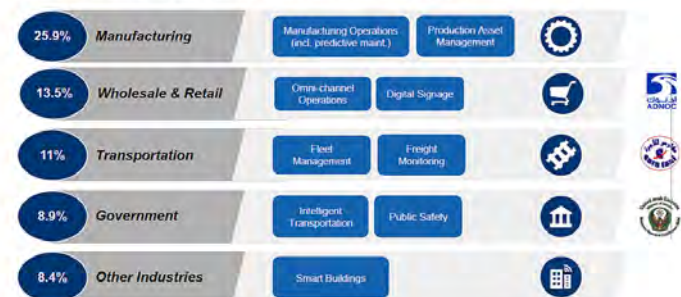 25.9%
Manufacturing
Manufacturing Operations
(incl. predictive maint.)
Production Asset
Management
13.5%
Wholesale & Retail
Omni-channel
Operations
Digital Signage
أدنوك
ADNOC
11%
Transportation
Fleet
Management
Freight
Monitoring
8.9%
Government
Intelligent
Transportation
Public Safety
8.4%
Other Industries
Smart Buildings